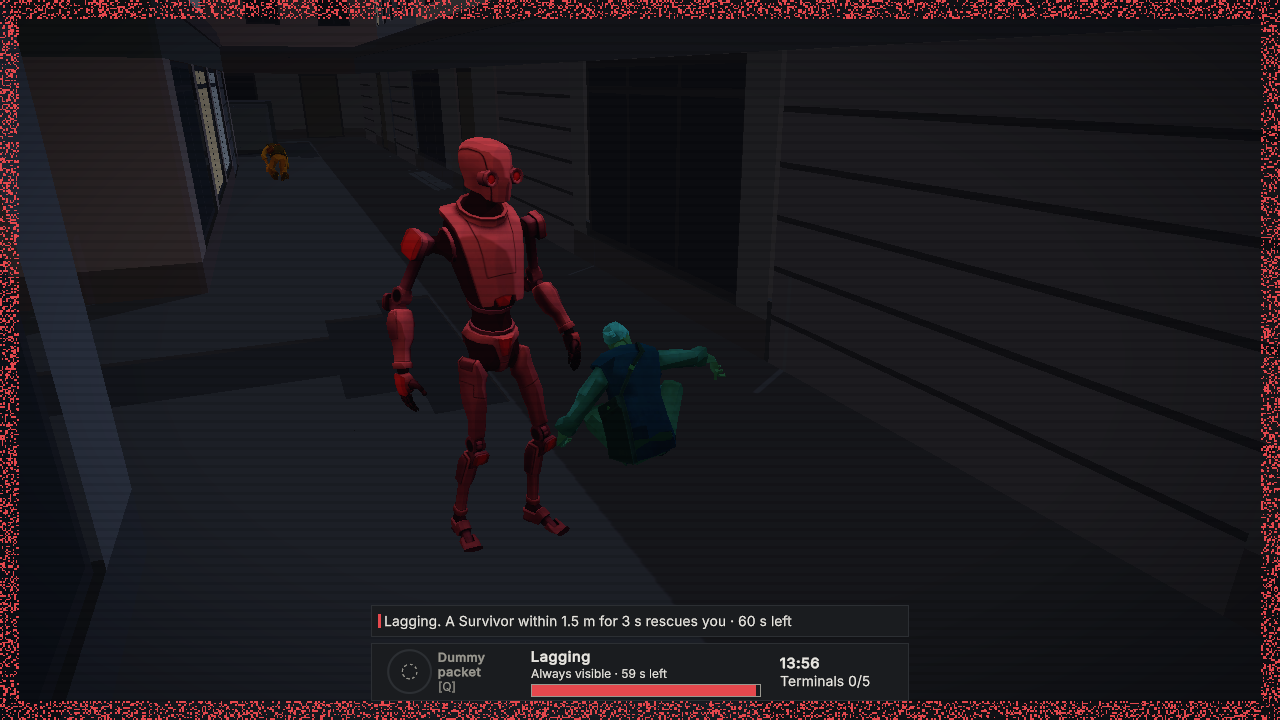 Lagging. A Survivor within 1.5 m for 3 s rescues you · 60 s left
Dummy packet [Q]
Lagging
Always visible · 59 s left
13:56
Terminals 0/5